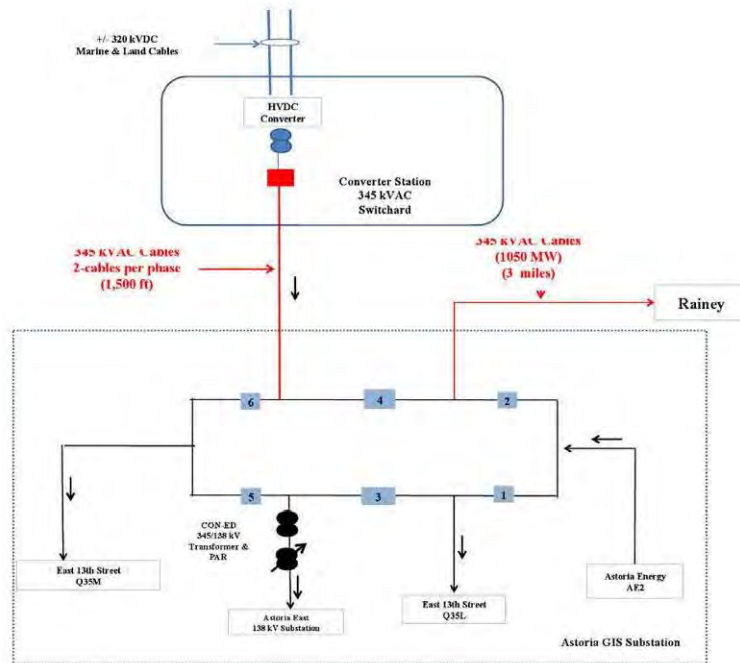 +/- 320 kVDC
Marine & Land Cables
HVDC
Converter
Converter Station
345 kVAC
Switchard
345 kVAC Cables
2-cables per phase
(1,500 ft)
345 kVAC Cables
(1050 MW)
(3 miles)
Rainey
6
4
2
5
3
1
CON-ED
345/138 kV
Transformer &
PAR
East 13th Street
Q35M
Astoria East
138 kV Substation
East 13th Street
Q35L
Astoria Energy
AE2
Astoria GIS Substation